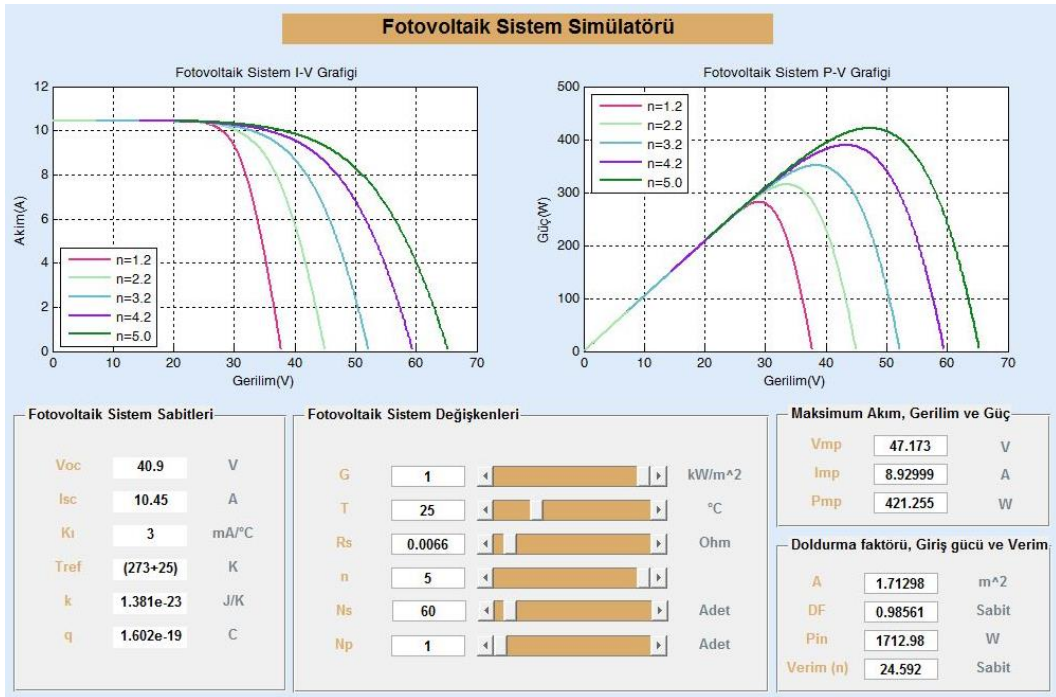 Fotovoltaik Sistem Simülatörü
Fotovoltaik Sistem I-V Grafigi
12
10
8
6
4
2
0
Akim(A)
n=1.2
n=2.2
n=3.2
n=4.2
n=5.0
0 10 20 30 40 50 60 70
Gerilim(V)
Fotovoltaik Sistem P-V Grafigi
500
400
300
200
100
0
Güç(W)
n=1.2
n=2.2
n=3.2
n=4.2
n=5.0
0 10 20 30 40 50 60 70
Gerilim(V)
Fotovoltaik Sistem Sabitleri
Voc 40.9 V
Isc 10.45 A
Kı 3 mA/°C
Tref (273+25) K
k 1.381e-23 J/K
q 1.602e-19 C
Fotovoltaik Sistem Değişkenleri
G 1 kW/m^2
T 25 °C
Rs 0.0066 Ohm
n 5
Ns 60 Adet
Np 1 Adet
Maksimum Akım, Gerilim ve Güç
Vmp 47.173 V
Imp 8.92999 A
Pmp 421.255 W
Doldurma faktörü, Giriş gücü ve Verim
A 1.71298 m^2
DF 0.98561 Sabit
Pin 1712.98 W
Verim (n) 24.592 Sabit